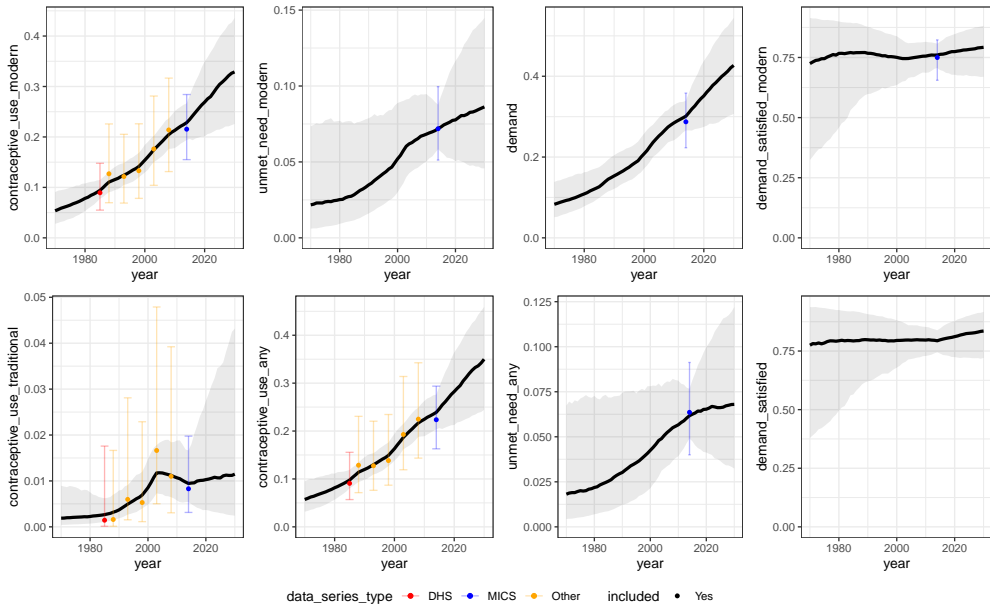 contraceptive_use_modern
0.4
0.3
0.2
0.1
0.0
1980 2000 2020
year
unmet_need_modern
0.15
0.10
0.05
0.00
1980 2000 2020
year
demand
0.4
0.2
0.0
1980 2000 2020
year
demand_satisfied_modern
0.75
0.50
0.25
0.00
1980 2000 2020
year
contraceptive_use_traditional
0.05
0.04
0.03
0.02
0.01
0.00
1980 2000 2020
year
contraceptive_use_any
0.4
0.3
0.2
0.1
0.0
1980 2000 2020
year
unmet_need_any
0.125
0.100
0.075
0.050
0.025
0.000
1980 2000 2020
year
demand_satisfied
0.75
0.50
0.25
0.00
1980 2000 2020
year
data_series_type DHS MICS Other included Yes